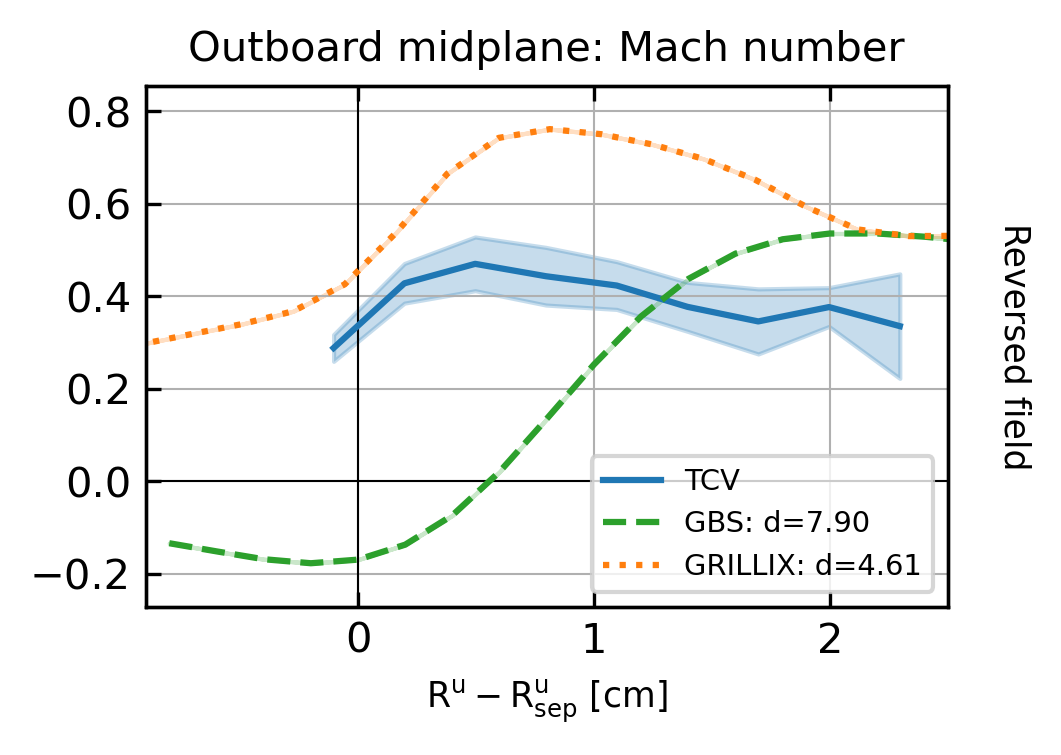 Outboard midplane: Mach number
0.8
0.6
0.4
0.2
0.0
−0.2
0 1 2
R^u − R^u_sep [cm]
Reversed field
TCV
GBS: d=7.90
GRILLIX: d=4.61